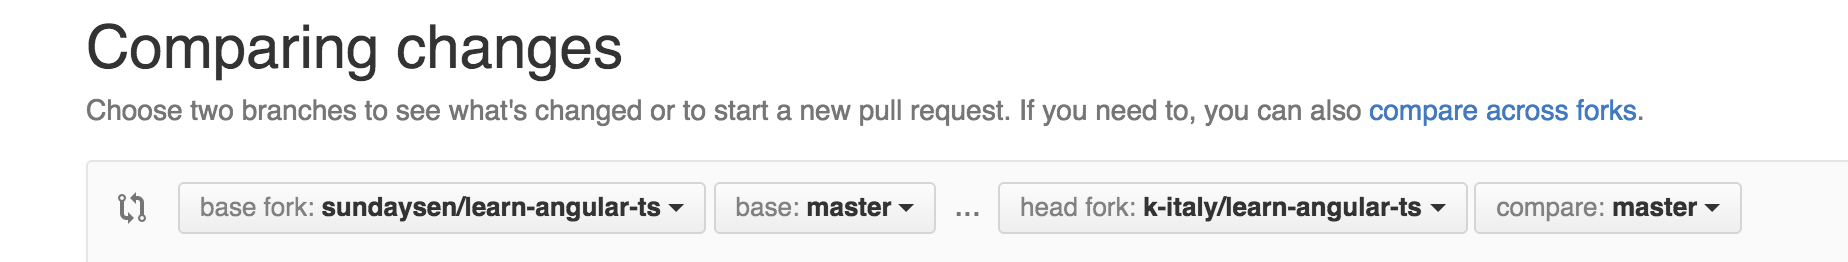 Comparing changes
Choose two branches to see what's changed or to start a new pull request. If you need to, you can also compare across forks.
base fork: sundaysen/learn-angular-ts base: master ... head fork: k-italy/learn-angular-ts compare: master